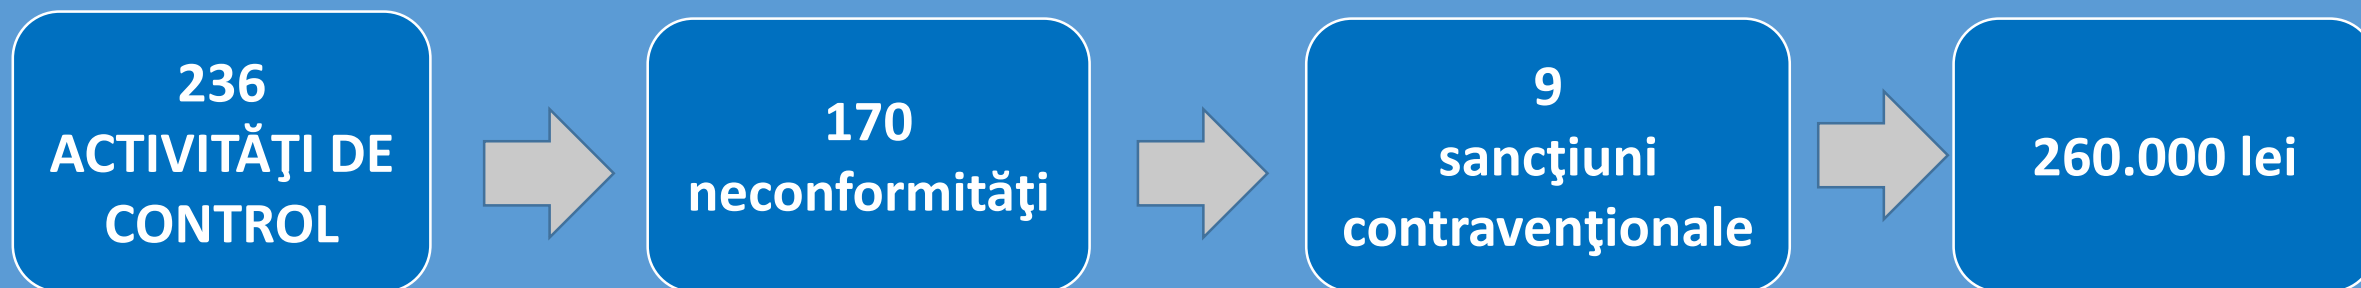 236
ACTIVITĂŢI DE
CONTROL
170
neconformităţi
9
sancţiuni
contravenţionale
260.000 lei